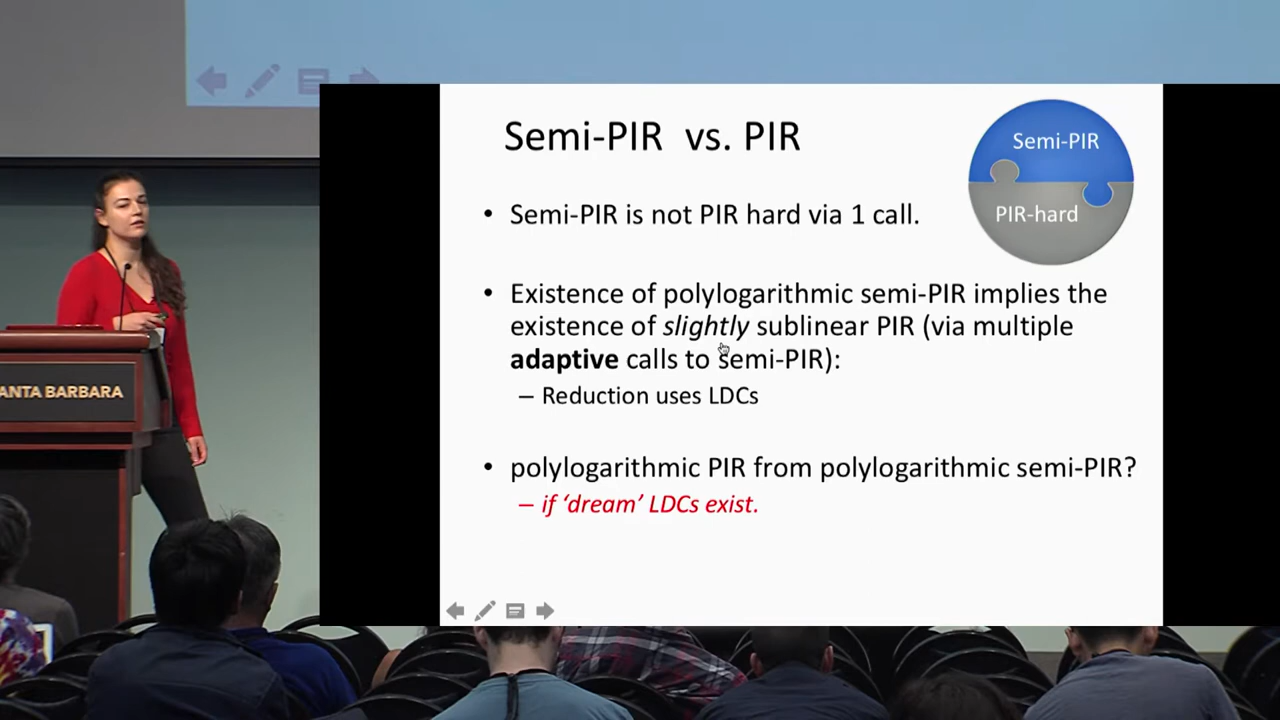 Semi-PIR vs. PIR
Semi-PIR
PIR-hard
• Semi-PIR is not PIR hard via 1 call.
• Existence of polylogarithmic semi-PIR implies the
existence of slightly sublinear PIR (via multiple
adaptive calls to semi-PIR):
– Reduction uses LDCs
• polylogarithmic PIR from polylogarithmic semi-PIR?
– if ‘dream’ LDCs exist.
ANTA BARBARA